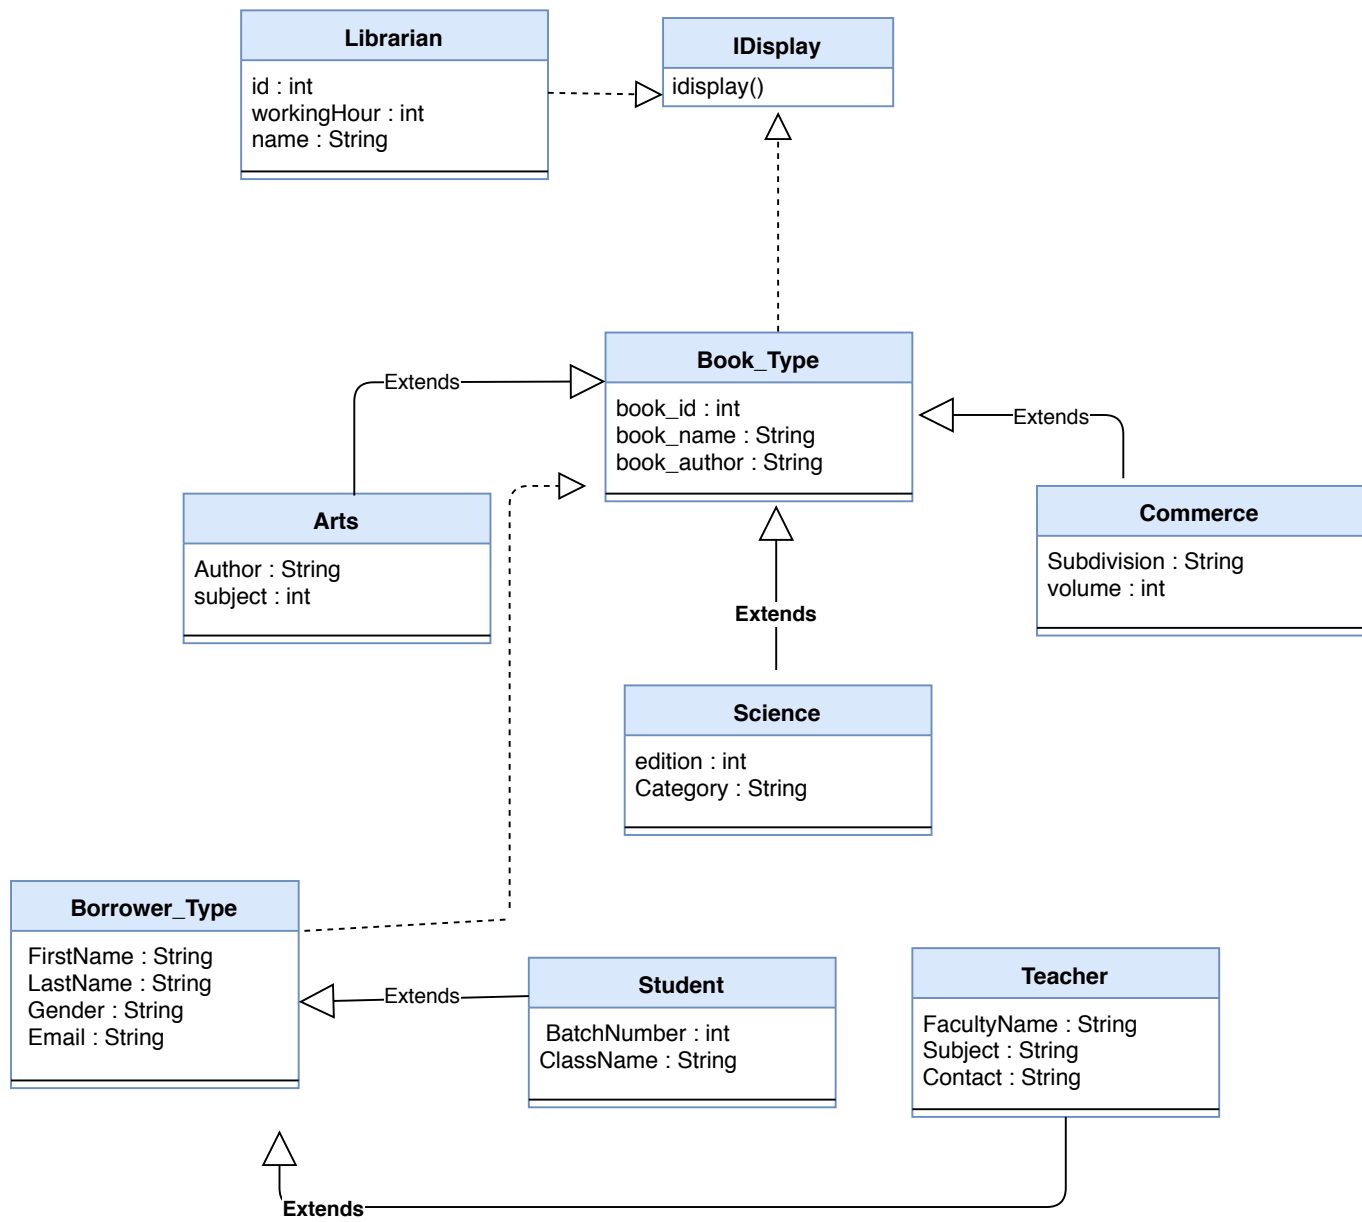 Librarian
id : int
workingHour : int
name : String
IDisplay
idisplay()
Book_Type
book_id : int
book_name : String
book_author : String
Extends
Extends
Arts
Author : String
subject : int
Commerce
Subdivision : String
volume : int
Extends
Science
edition : int
Category : String
Borrower_Type
FirstName : String
LastName : String
Gender : String
Email : String
Extends
Student
BatchNumber : int
ClassName : String
Teacher
FacultyName : String
Subject : String
Contact : String
Extends